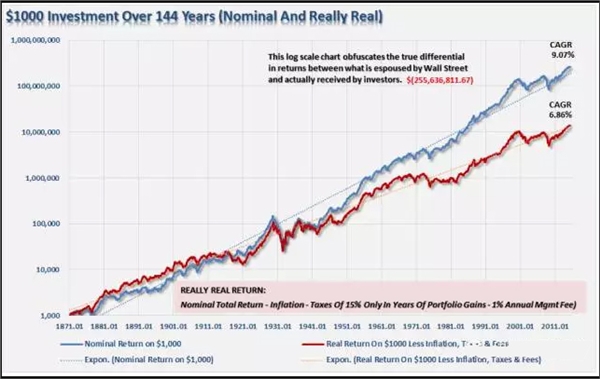 $1000 Investment Over 144 Years (Nominal And Really Real)
1,000,000,000
100,000,000
10,000,000
1,000,000
100,000
10,000
1,000
This log scale chart obfuscates the true differential
in returns between what is espoused by Wall Street
and actually received by investors. $(255,636,811.67)
CAGR
9.07%
CAGR
6.86%
REALLY REAL RETURN:
Nominal Total Return - Inflation - Taxes Of 15% Only In Years Of Portfolio Gains - 1% Annual Mgmt Fee)
1871.01 1881.01 1891.01 1901.01 1911.01 1921.01 1931.01 1941.01 1951.01 1961.01 1971.01 1981.01 1991.01 2001.01 2011.01
Nominal Return on $1,000 Real Return On $1000 Less Inflation, & Fees
Expon. (Nominal Return on $1,000) Expon. (Real Return On $1000 Less Inflation, Taxes & Fees)